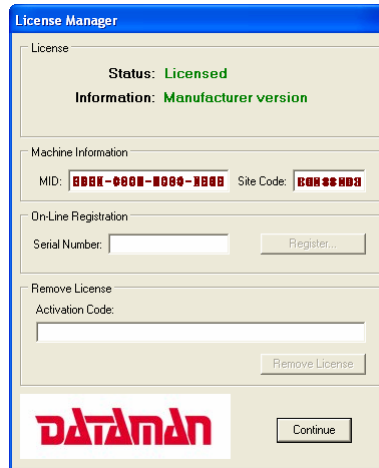 License Manager
License
Status: Licensed
Information: Manufacturer version
Machine Information
MID:
Site Code:
On-Line Registration
Serial Number:
Register...
Remove License
Activation Code:
Remove License
DATAMAN
Continue